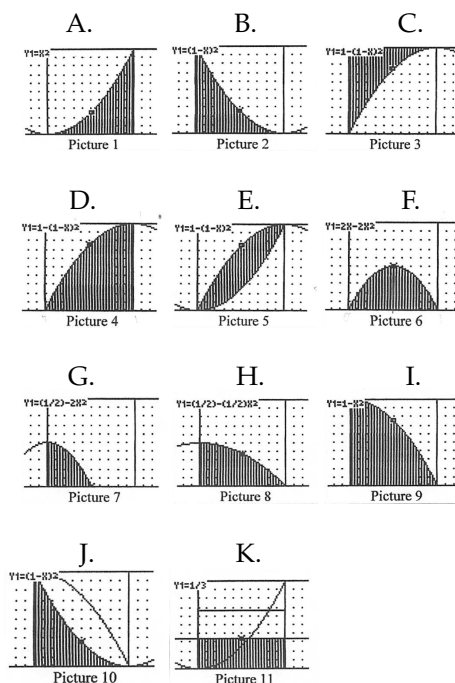 A. B. C.
Y1=X2 Y1=(1-X)2 Y1=1-(1-X)2
Picture 1 Picture 2 Picture 3
D. E. F.
Y1=1-(1-X)2 Y1=1-(1-X)2 Y1=2X-2X2
Picture 4 Picture 5 Picture 6
G. H. I.
Y1=(1/2)-2X2 Y1=(1/2)-(1/2)X2 Y1=1-X2
Picture 7 Picture 8 Picture 9
J. K.
Y1=(1-X)2 Y1=1/3
Picture 10 Picture 11